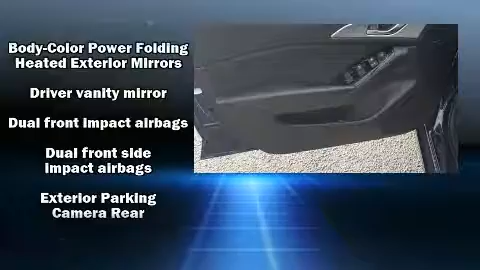 Body-Color Power Folding
Heated Exterior Mirrors
Driver vanity mirror
Dual front impact airbags
Dual front side
impact airbags
Exterior Parking
Camera Rear